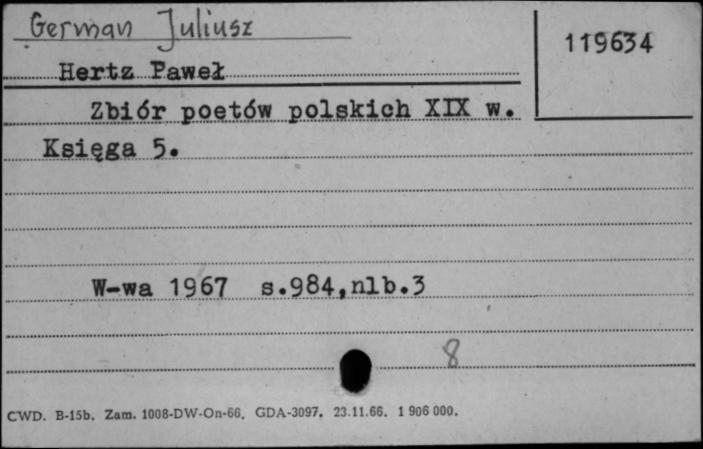 German Juliusz
119634
Hertz Paweł
Zbiór poetów polskich XIX w.
Księga 5.
W-wa 1967 s.984,nlb.3
8
CWD. B-15b. Zam. 1008-DW-On-66. GDA-3097. 23.11.66. 1 906 000.